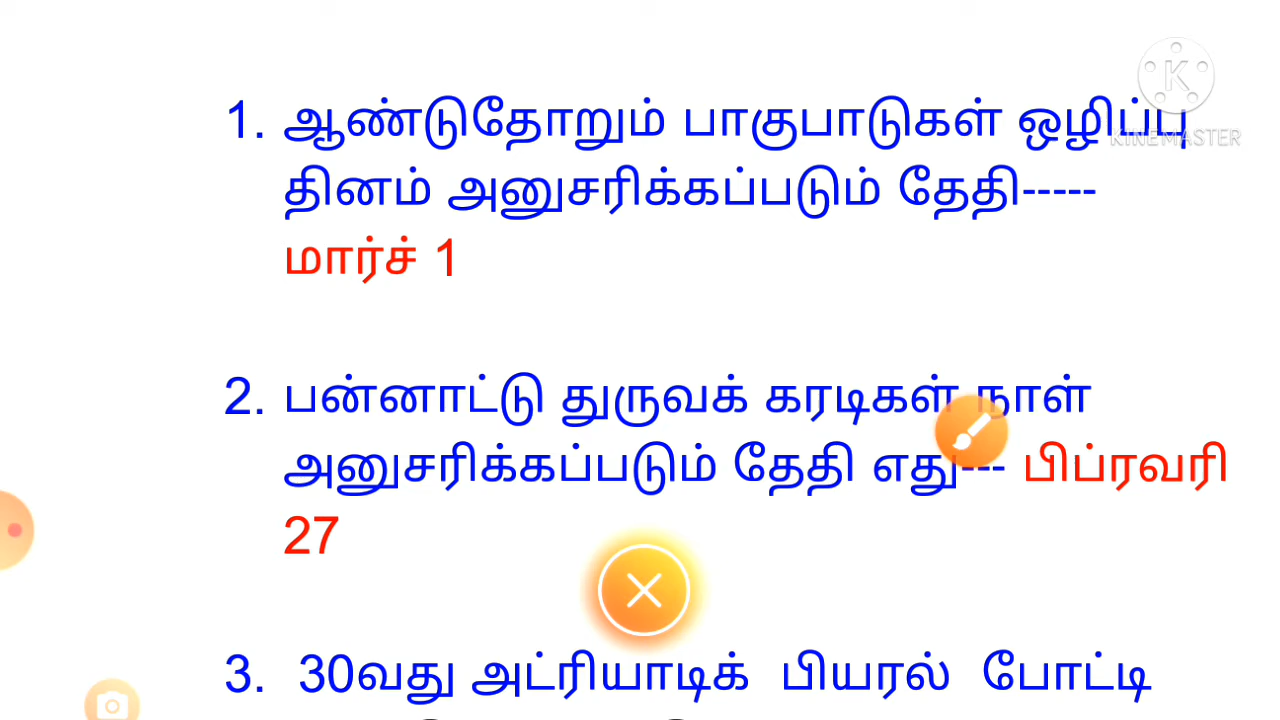 K
KINEMASTER
1. ஆண்டுதோறும் பாகுபாடுகள் ஒழிப்பு
தினம் அனுசரிக்கப்படும் தேதி-----
மார்ச் 1
2. பன்னாட்டு துருவக் கரடிகள் நாள்
அனுசரிக்கப்படும் தேதி எது--- பிப்ரவரி
27
3. 30வது அட்ரியாடிக் பியரல் போட்டி